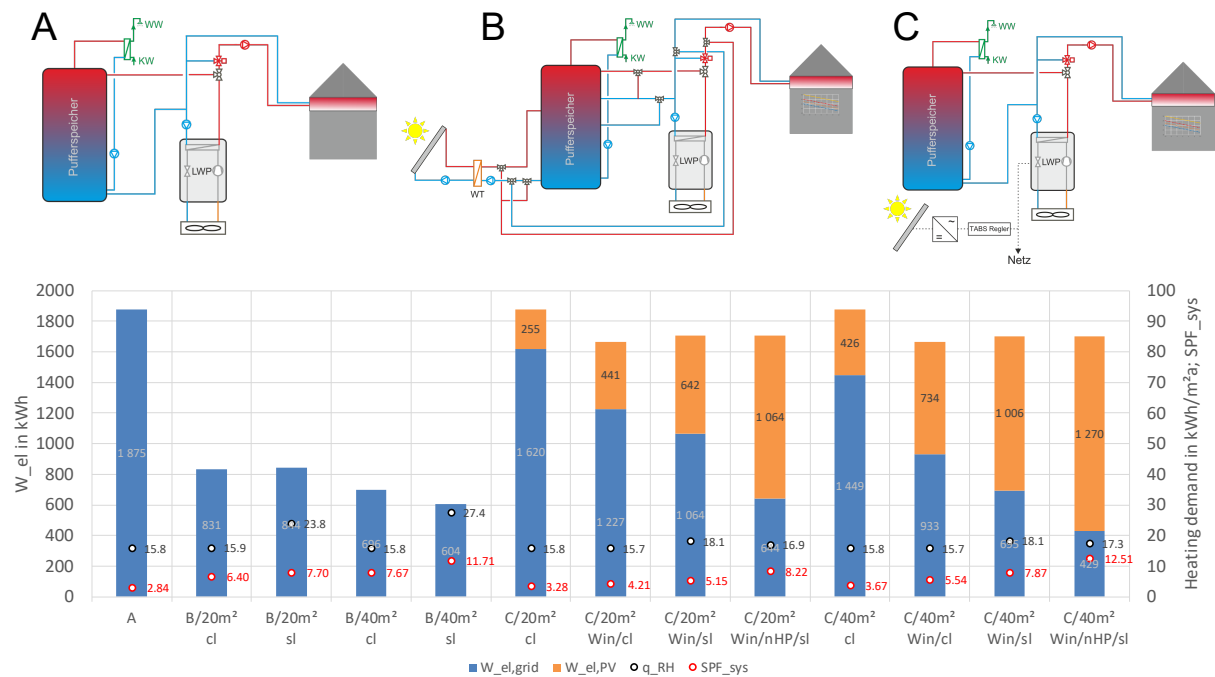 A
WW
KW
Pufferspeicher
LWP
B
WW
KW
Pufferspeicher
LWP
WT
C
WW
KW
Pufferspeicher
LWP
~
=
TABS Regler
Netz
W_el in kWh
2000
1800
1600
1400
1200
1000
800
600
400
200
0
Heating demand in kWh/m²a; SPF_sys
100
90
80
70
60
50
40
30
20
10
0
1 875
15.8
2.84
831
15.9
6.40
844
23.8
7.70
696
15.8
7.67
604
27.4
11.71
255
1 620
15.8
3.28
441
1 227
15.7
4.21
642
1 064
18.1
5.15
1 064
644
16.9
8.22
426
1 449
15.8
3.67
734
933
15.7
5.54
1 006
695
18.1
7.87
1 270
429
17.3
12.51
A
B/20m² cl
B/20m² sl
B/40m² cl
B/40m² sl
C/20m² cl
C/20m² Win/cl
C/20m² Win/sl
C/20m² Win/nHP/sl
C/40m² cl
C/40m² Win/cl
C/40m² Win/sl
C/40m² Win/nHP/sl
W_el,grid
W_el,PV
q_RH
SPF_sys